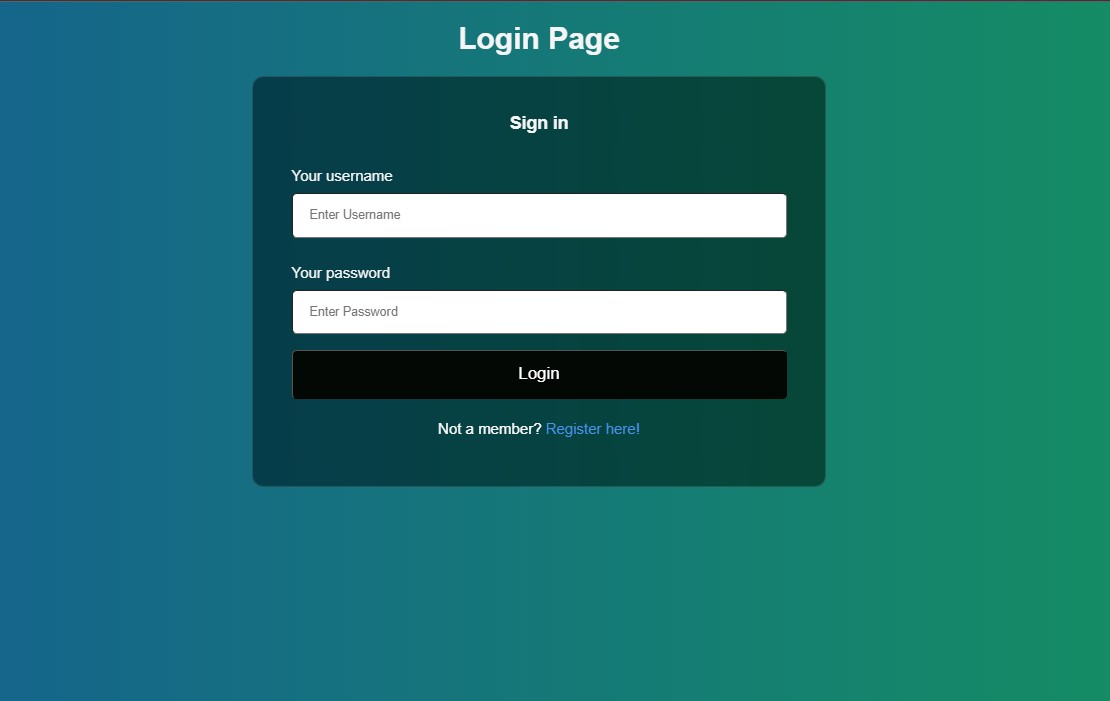 Login Page
Sign in
Your username
Enter Username
Your password
Enter Password
Login
Not a member? Register here!